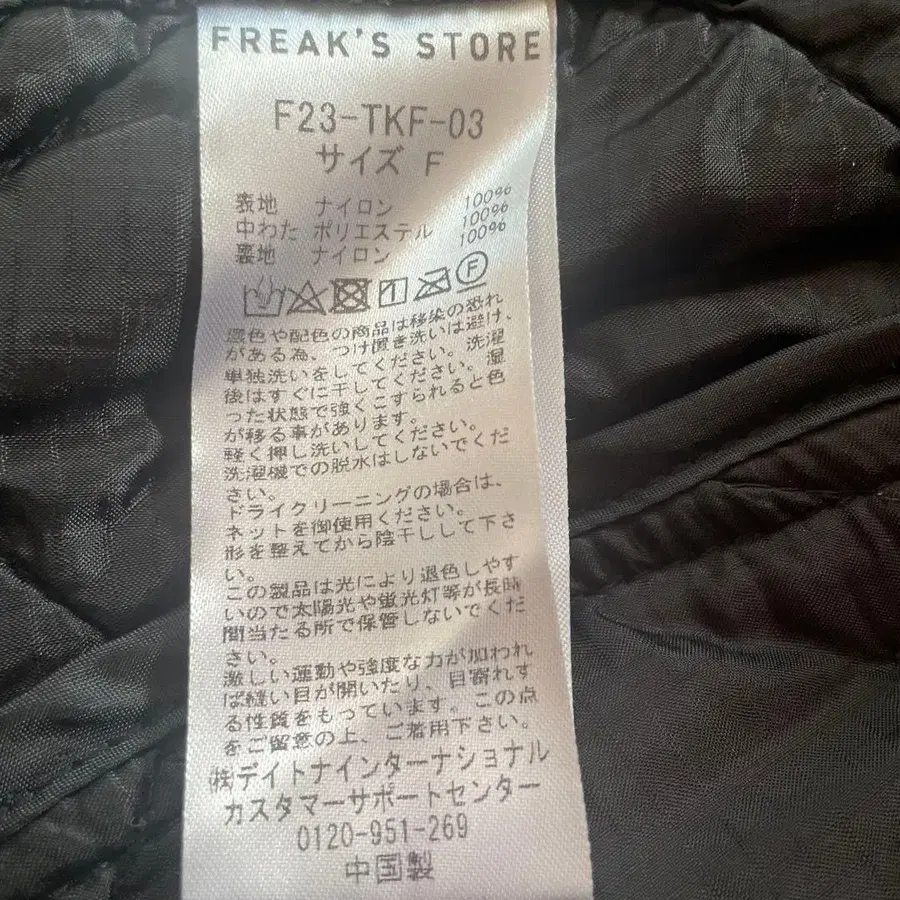 FREAK'S STORE
F23-TKF-03
サイズ F
表地 ナイロン 100%
中わた ポリエステル 100%
裏地 ナイロン 100%
F
濃色や配色の商品は移染の恐れ
がある為、つけ置き洗いは避け、
単独洗いをしてください。洗濯
後はすぐに干してください。湿
った状態で強くこすられると色
が移る事があります。
軽く押し洗いしてください。
洗濯機での脱水はしないでくだ
さい。
ドライクリーニングの場合は、
ネットを御使用ください。
形を整えてから陰干しして下さ
い。
この製品は光により退色しやす
いので太陽光や蛍光灯等が長時
間当たる所で保管しないでくだ
さい。
激しい運動や強度な力が加われ
ば縫い目が開いたり、目寄れす
る性質をもっています。この点
をご留意の上、ご着用下さい。
㈱デイトナインターナショナル
カスタマーサポートセンター
0120-951-269
中国製